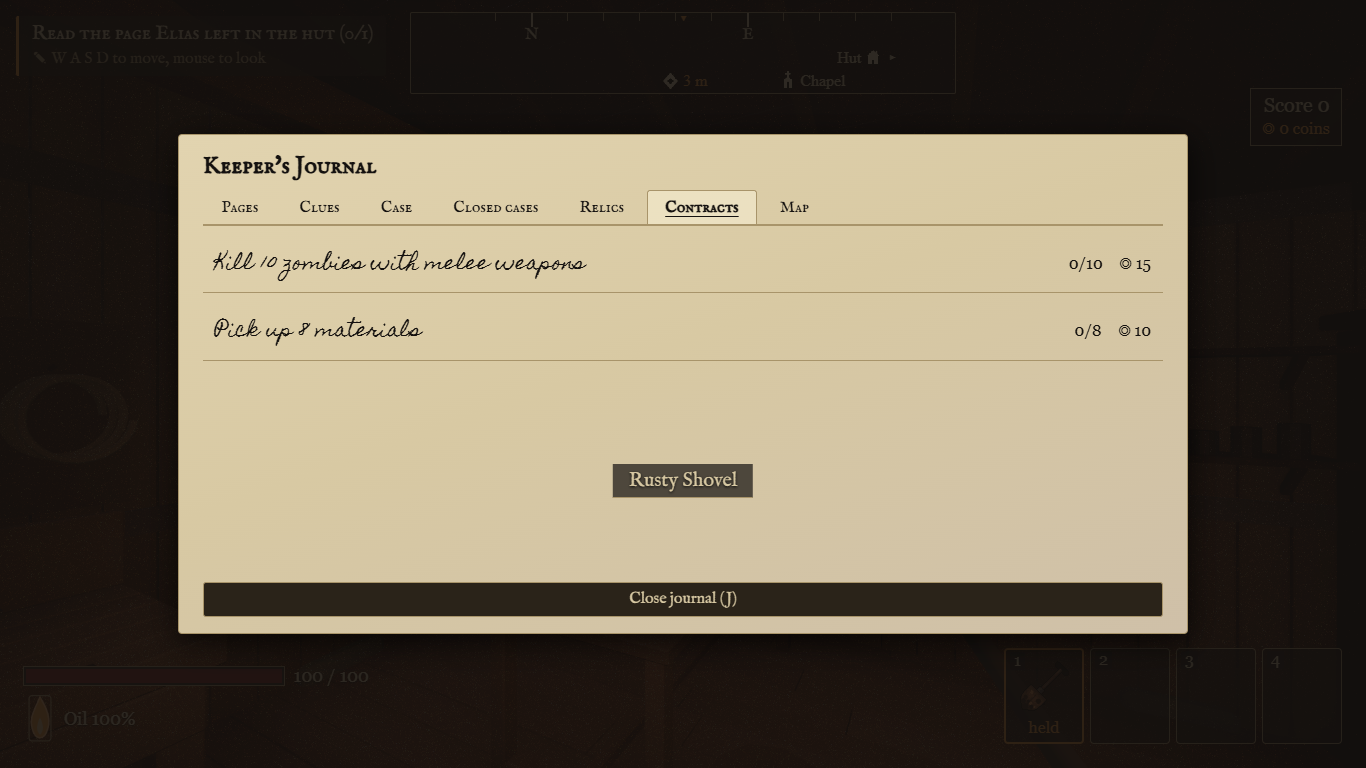 Read the page Elias left in the hut (0/1)
W A S D to move, mouse to look
N
E
Hut
3 m
Chapel
Score 0
0 coins
Keeper's Journal
Pages Clues Case Closed cases Relics Contracts Map
Kill 10 zombies with melee weapons 0/10 15
Pick up 8 materials 0/8 10
Rusty Shovel
Close journal (J)
100 / 100
Oil 100%
1 2 3 4
held